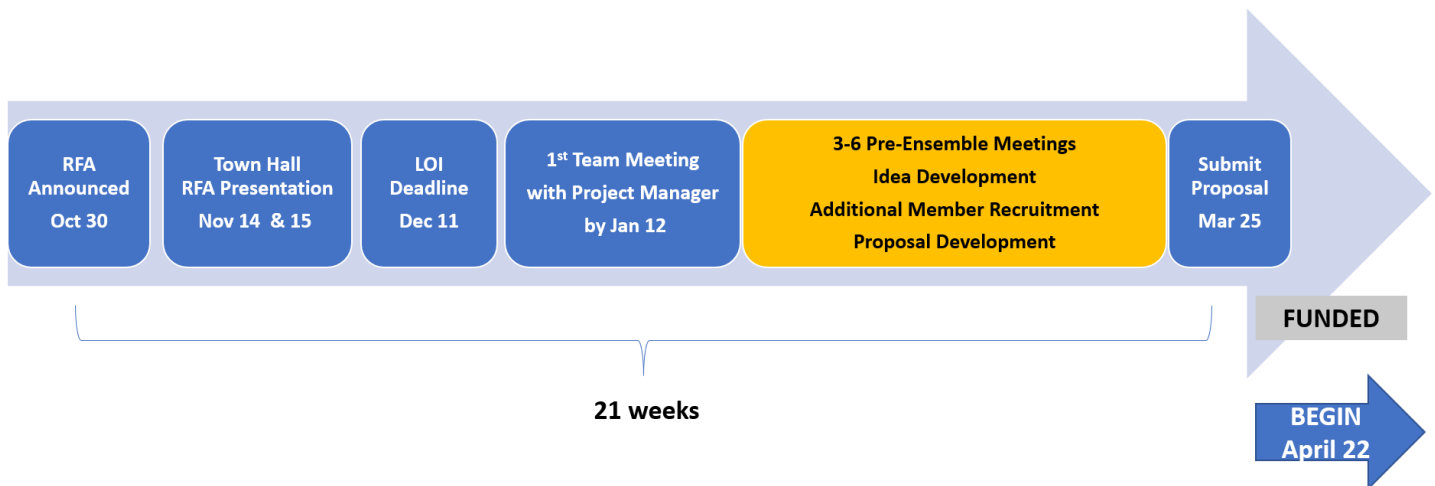 RFA
Announced
Oct 30
Town Hall
RFA Presentation
Nov 14  & 15
LOI
Deadline
Dec 11
1st Team Meeting
with Project Manager
by Jan 12
3-6 Pre-Ensemble Meetings
Idea Development
Additional Member Recruitment
Proposal Development
Submit
Proposal
Mar 25
FUNDED
21 weeks
BEGIN
April 22